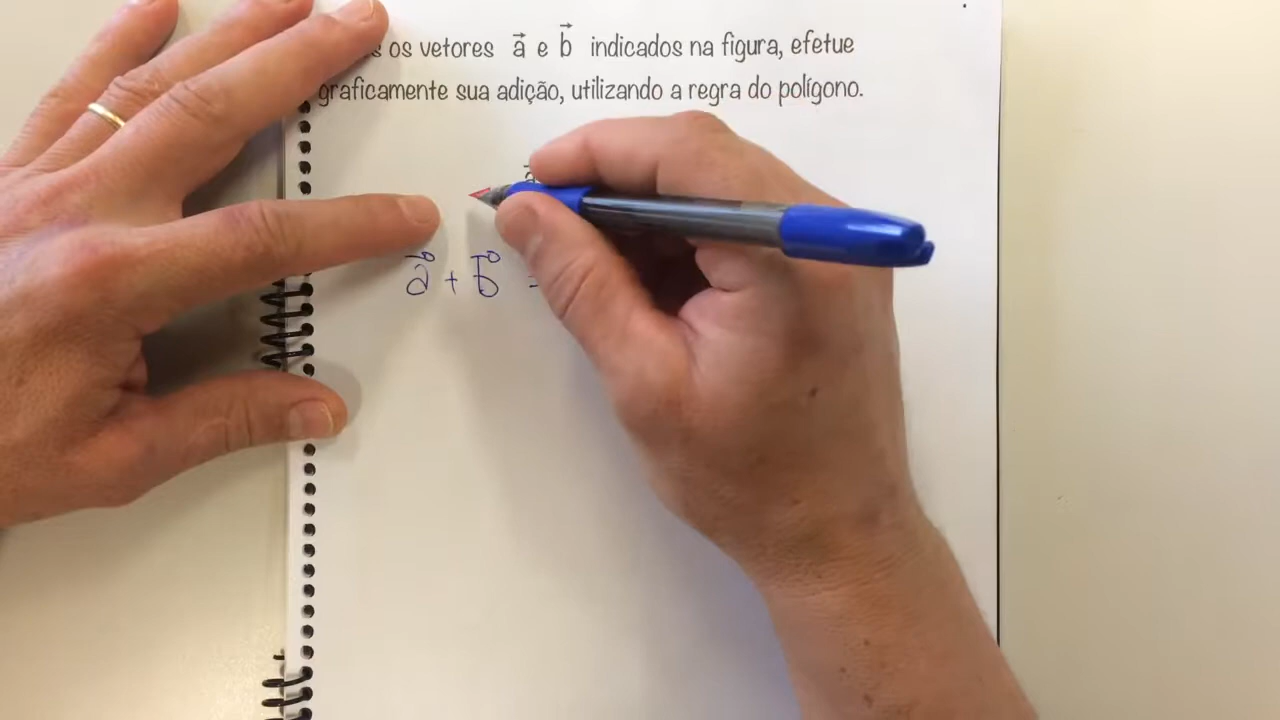 os vetores a⃗ e b⃗ indicados na figura, efetue
graficamente sua adição, utilizando a regra do polígono.
a⃗ + b⃗ =